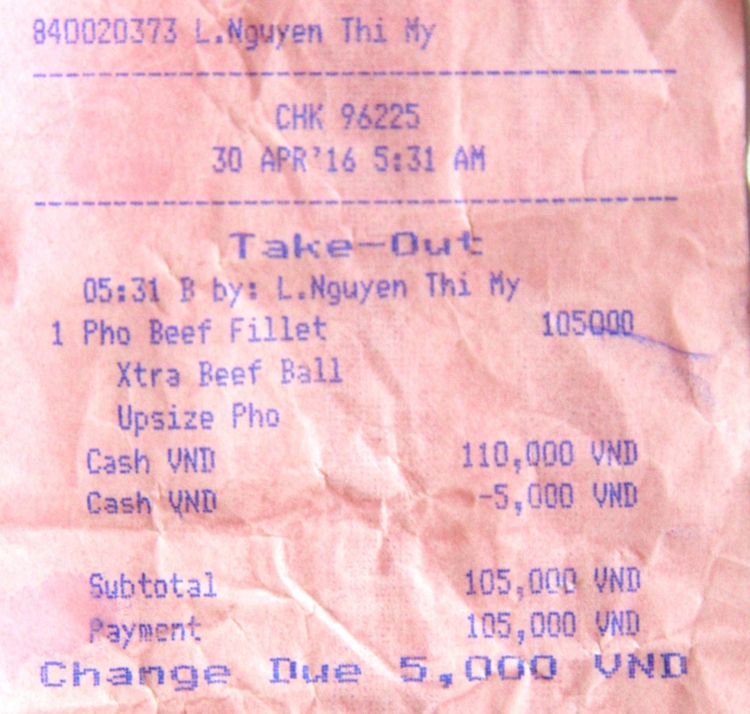 840020373 L.Nguyen Thi My
CHK 96225
30 APR'16 5:31 AM
Take-Out
05:31 B by: L.Nguyen Thi My
1 Pho Beef Fillet 105000
Xtra Beef Ball
Upsize Pho
Cash VND 110,000 VND
Cash VND -5,000 VND
Subtotal 105,000 VND
Payment 105,000 VND
Change Due 5,000 VND